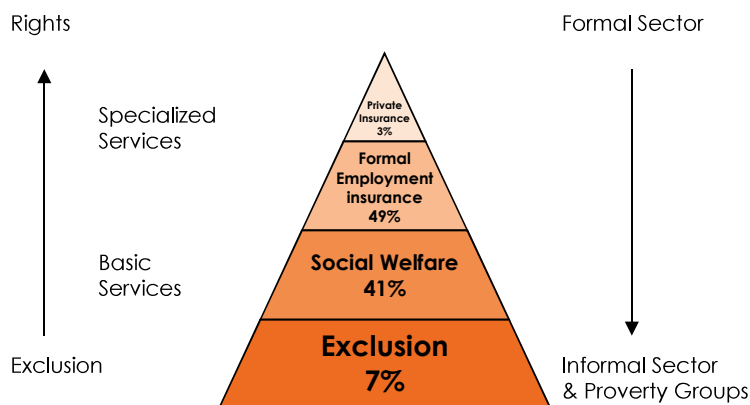 Rights
Formal Sector
Specialized
Services
Private
Insurance
3%
Formal
Employment
insurance
49%
Basic
Services
Social Welfare
41%
Exclusion
Exclusion
7%
Informal Sector
& Proverty Groups